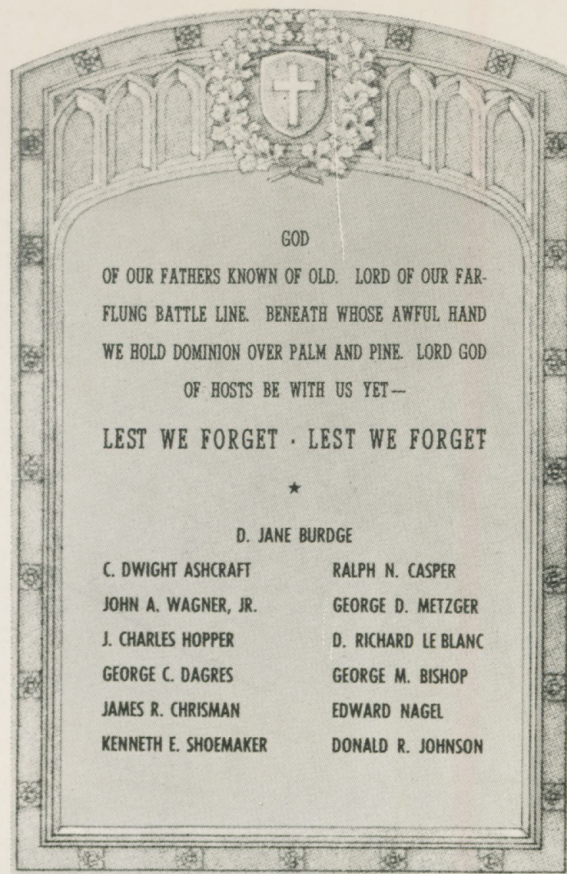 GOD
OF OUR FATHERS KNOWN OF OLD. LORD OF OUR FAR-
FLUNG BATTLE LINE. BENEATH WHOSE AWFUL HAND
WE HOLD DOMINION OVER PALM AND PINE. LORD GOD
OF HOSTS BE WITH US YET—
LEST WE FORGET · LEST WE FORGET
D. JANE BURDGE
C. DWIGHT ASHCRAFT RALPH N. CASPER
JOHN A. WAGNER, JR. GEORGE D. METZGER
J. CHARLES HOPPER D. RICHARD LE BLANC
GEORGE C. DAGRES GEORGE M. BISHOP
JAMES R. CHRISMAN EDWARD NAGEL
KENNETH E. SHOEMAKER DONALD R. JOHNSON